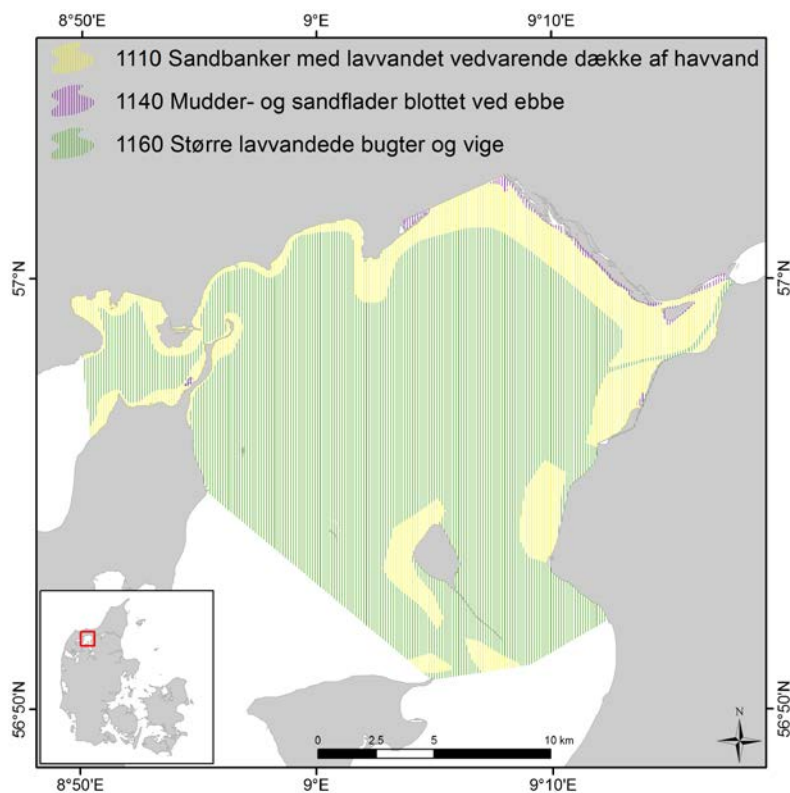 8°50'E 9°E 9°10'E
1110 Sandbanker med lavvandet vedvarende dække af havvand
1140 Mudder- og sandflader blottet ved ebbe
1160 Større lavvandede bugter og vige
57°N 57°N
56°50'N 56°50'N
N
0 2.5 5 10 km
8°50'E 9°E 9°10'E